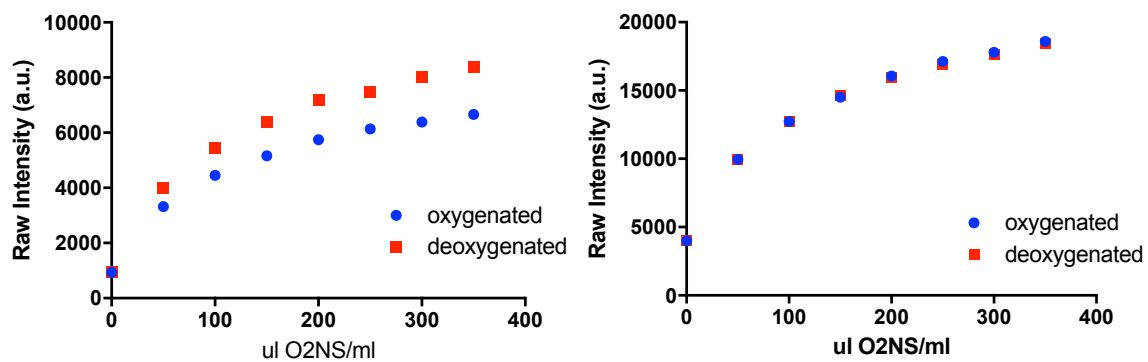 Raw Intensity (a.u.)
10000
8000
6000
4000
2000
0
oxygenated
deoxygenated
0 100 200 300 400
ul O2NS/ml
Raw Intensity (a.u.)
20000
15000
10000
5000
0
oxygenated
deoxygenated
0 100 200 300 400
ul O2NS/ml